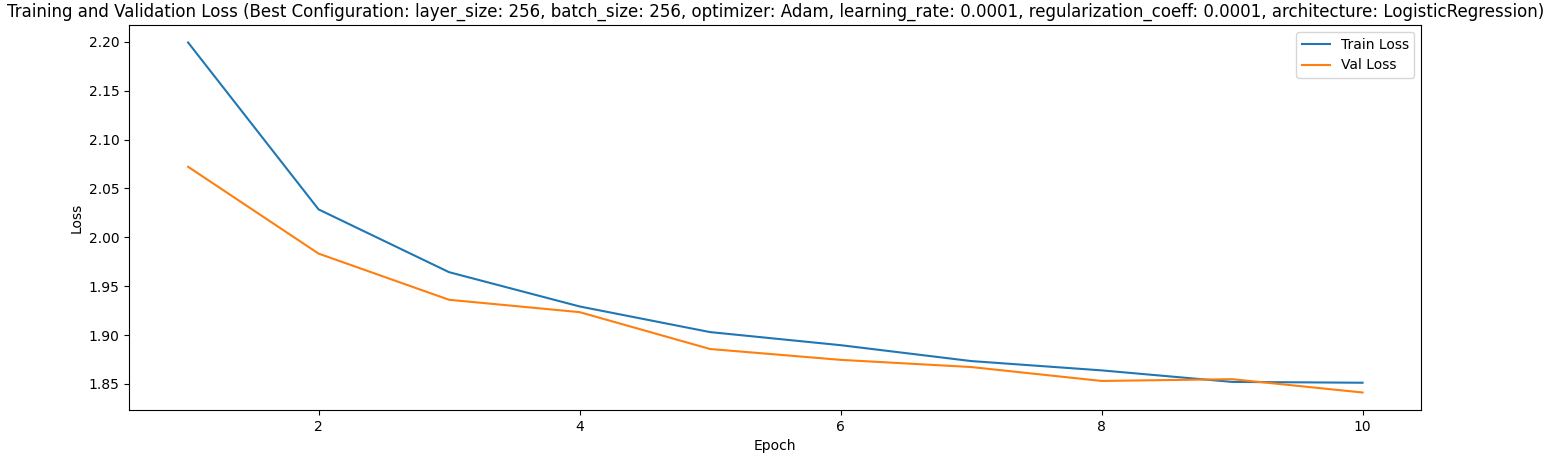 Training and Validation Loss (Best Configuration: layer_size: 256, batch_size: 256, optimizer: Adam, learning_rate: 0.0001, regularization_coeff: 0.0001, architecture: LogisticRegression)
Train Loss
Val Loss
Loss
2.20
2.15
2.10
2.05
2.00
1.95
1.90
1.85
2 4 6 8 10
Epoch